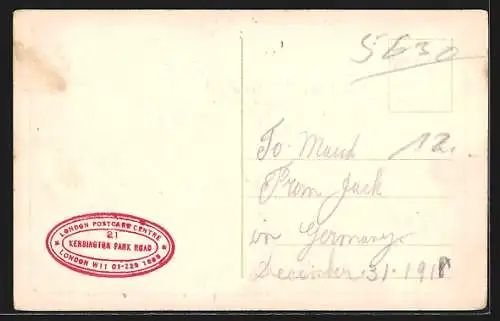 5630
To Maud 12.
From Jack
in Germany
December 31. 1918
LONDON POSTCARD CENTRE
21
KENSINGTON PARK ROAD
LONDON W11 01-229 1888